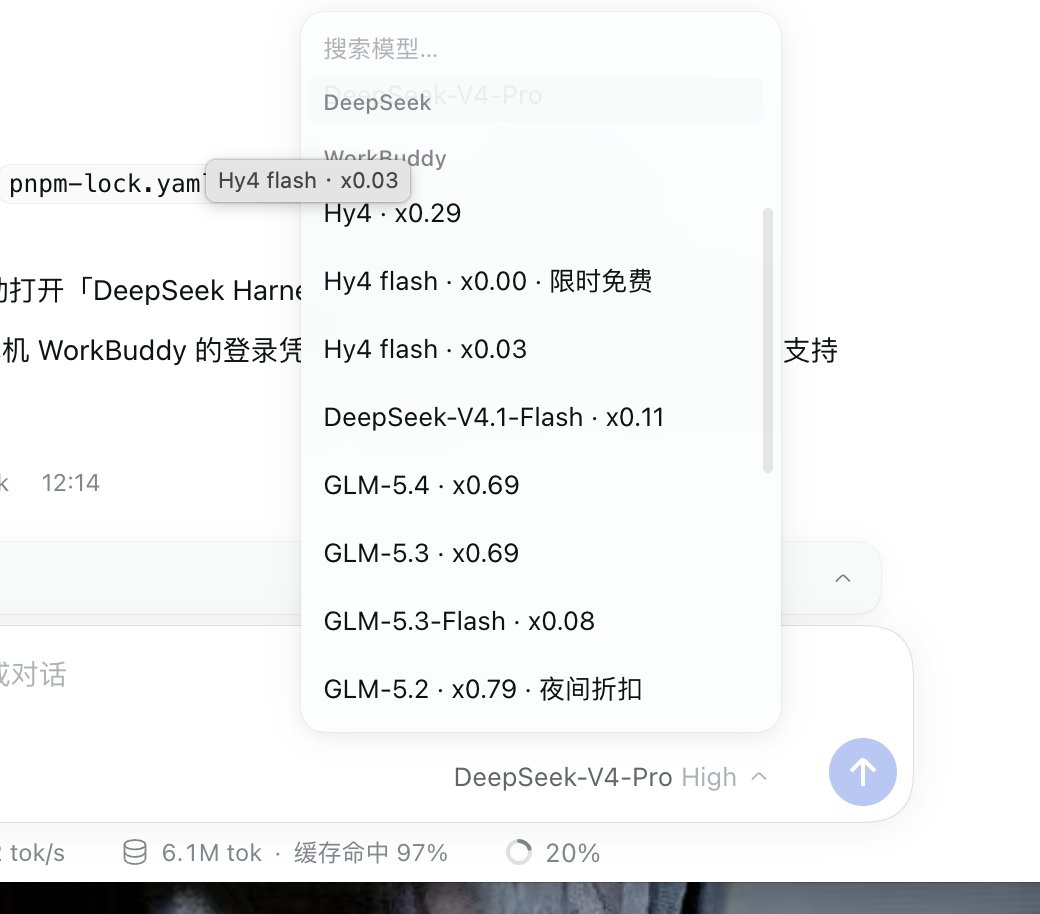 搜索模型...
DeepSeek-V4-Pro
DeepSeek
WorkBuddy
pnpm-lock.yaml
Hy4 flash · x0.03
Hy4 · x0.29
动打开「DeepSeek Harne
Hy4 flash · x0.00 · 限时免费
机 WorkBuddy 的登录凭
Hy4 flash · x0.03
支持
DeepSeek-V4.1-Flash · x0.11
k 12:14
GLM-5.4 · x0.69
GLM-5.3 · x0.69
GLM-5.3-Flash · x0.08
或对话
GLM-5.2 · x0.79 · 夜间折扣
DeepSeek-V4-Pro High
tok/s
6.1M tok · 缓存命中 97%
20%